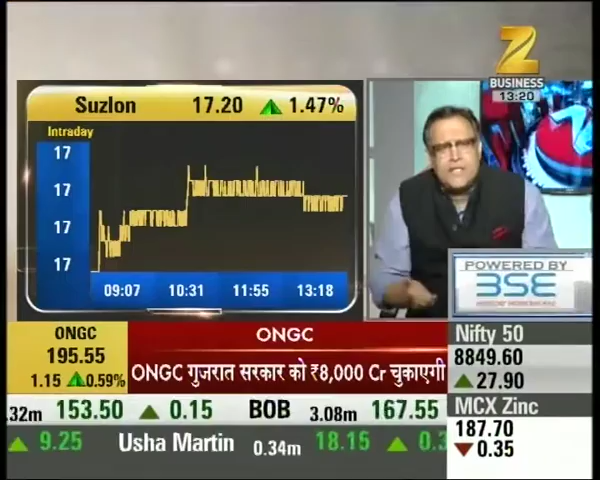 Z
BUSINESS
13:20
Suzlon 17.20 1.47%
Intraday
17
17
17
17
09:07 10:31 11:55 13:18
POWERED BY
BSE
ONGC
195.55
1.15 0.59%
ONGC
ONGC गुजरात सरकार को ₹8,000 Cr चुकाएगी
Nifty 50
8849.60
27.90
MCX Zinc
187.70
0.35
.32m 153.50 0.15 BOB 3.08m 167.55
9.25 Usha Martin 0.34m 18.15 0.3